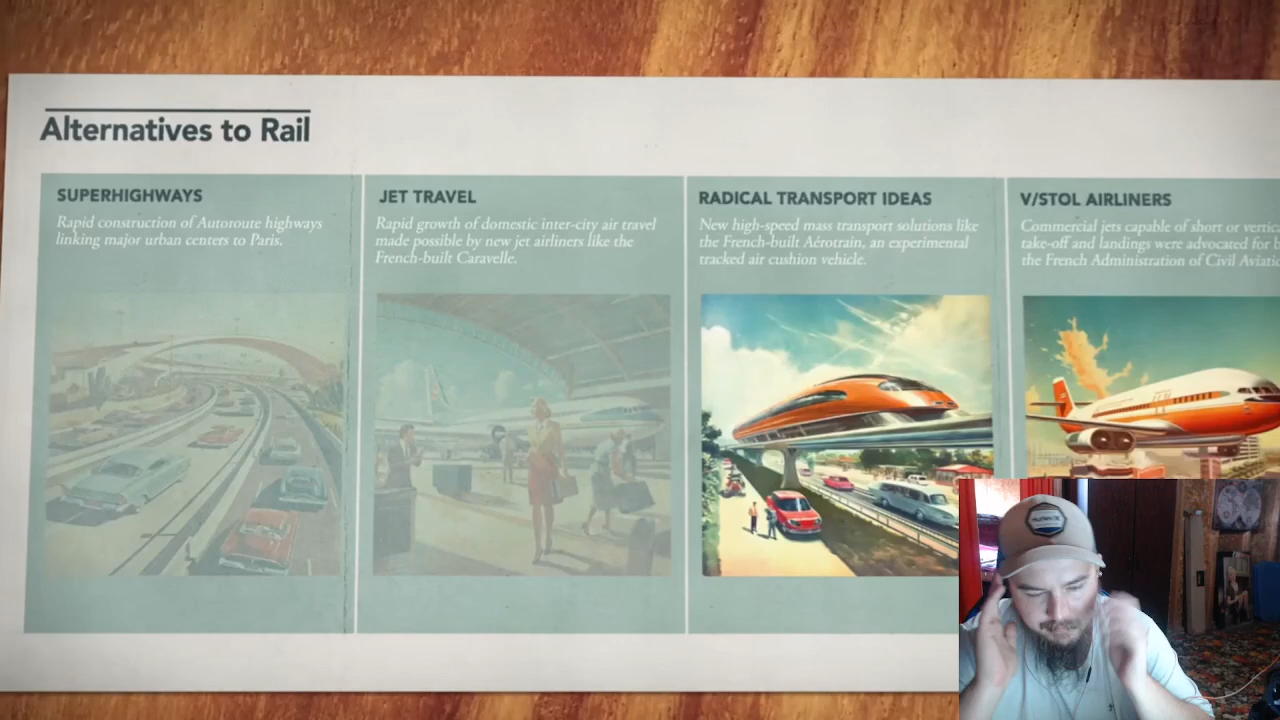 Alternatives to Rail
SUPERHIGHWAYS
Rapid construction of Autoroute highways
linking major urban centers to Paris.
JET TRAVEL
Rapid growth of domestic inter-city air travel
made possible by new jet airliners like the
French-built Caravelle.
RADICAL TRANSPORT IDEAS
New high-speed mass transport solutions like
the French-built Aérotrain, an experimental
tracked air cushion vehicle.
V/STOL AIRLINERS
Commercial jets capable of short or
take-off and landings were advocated for
the French Administration of Civil